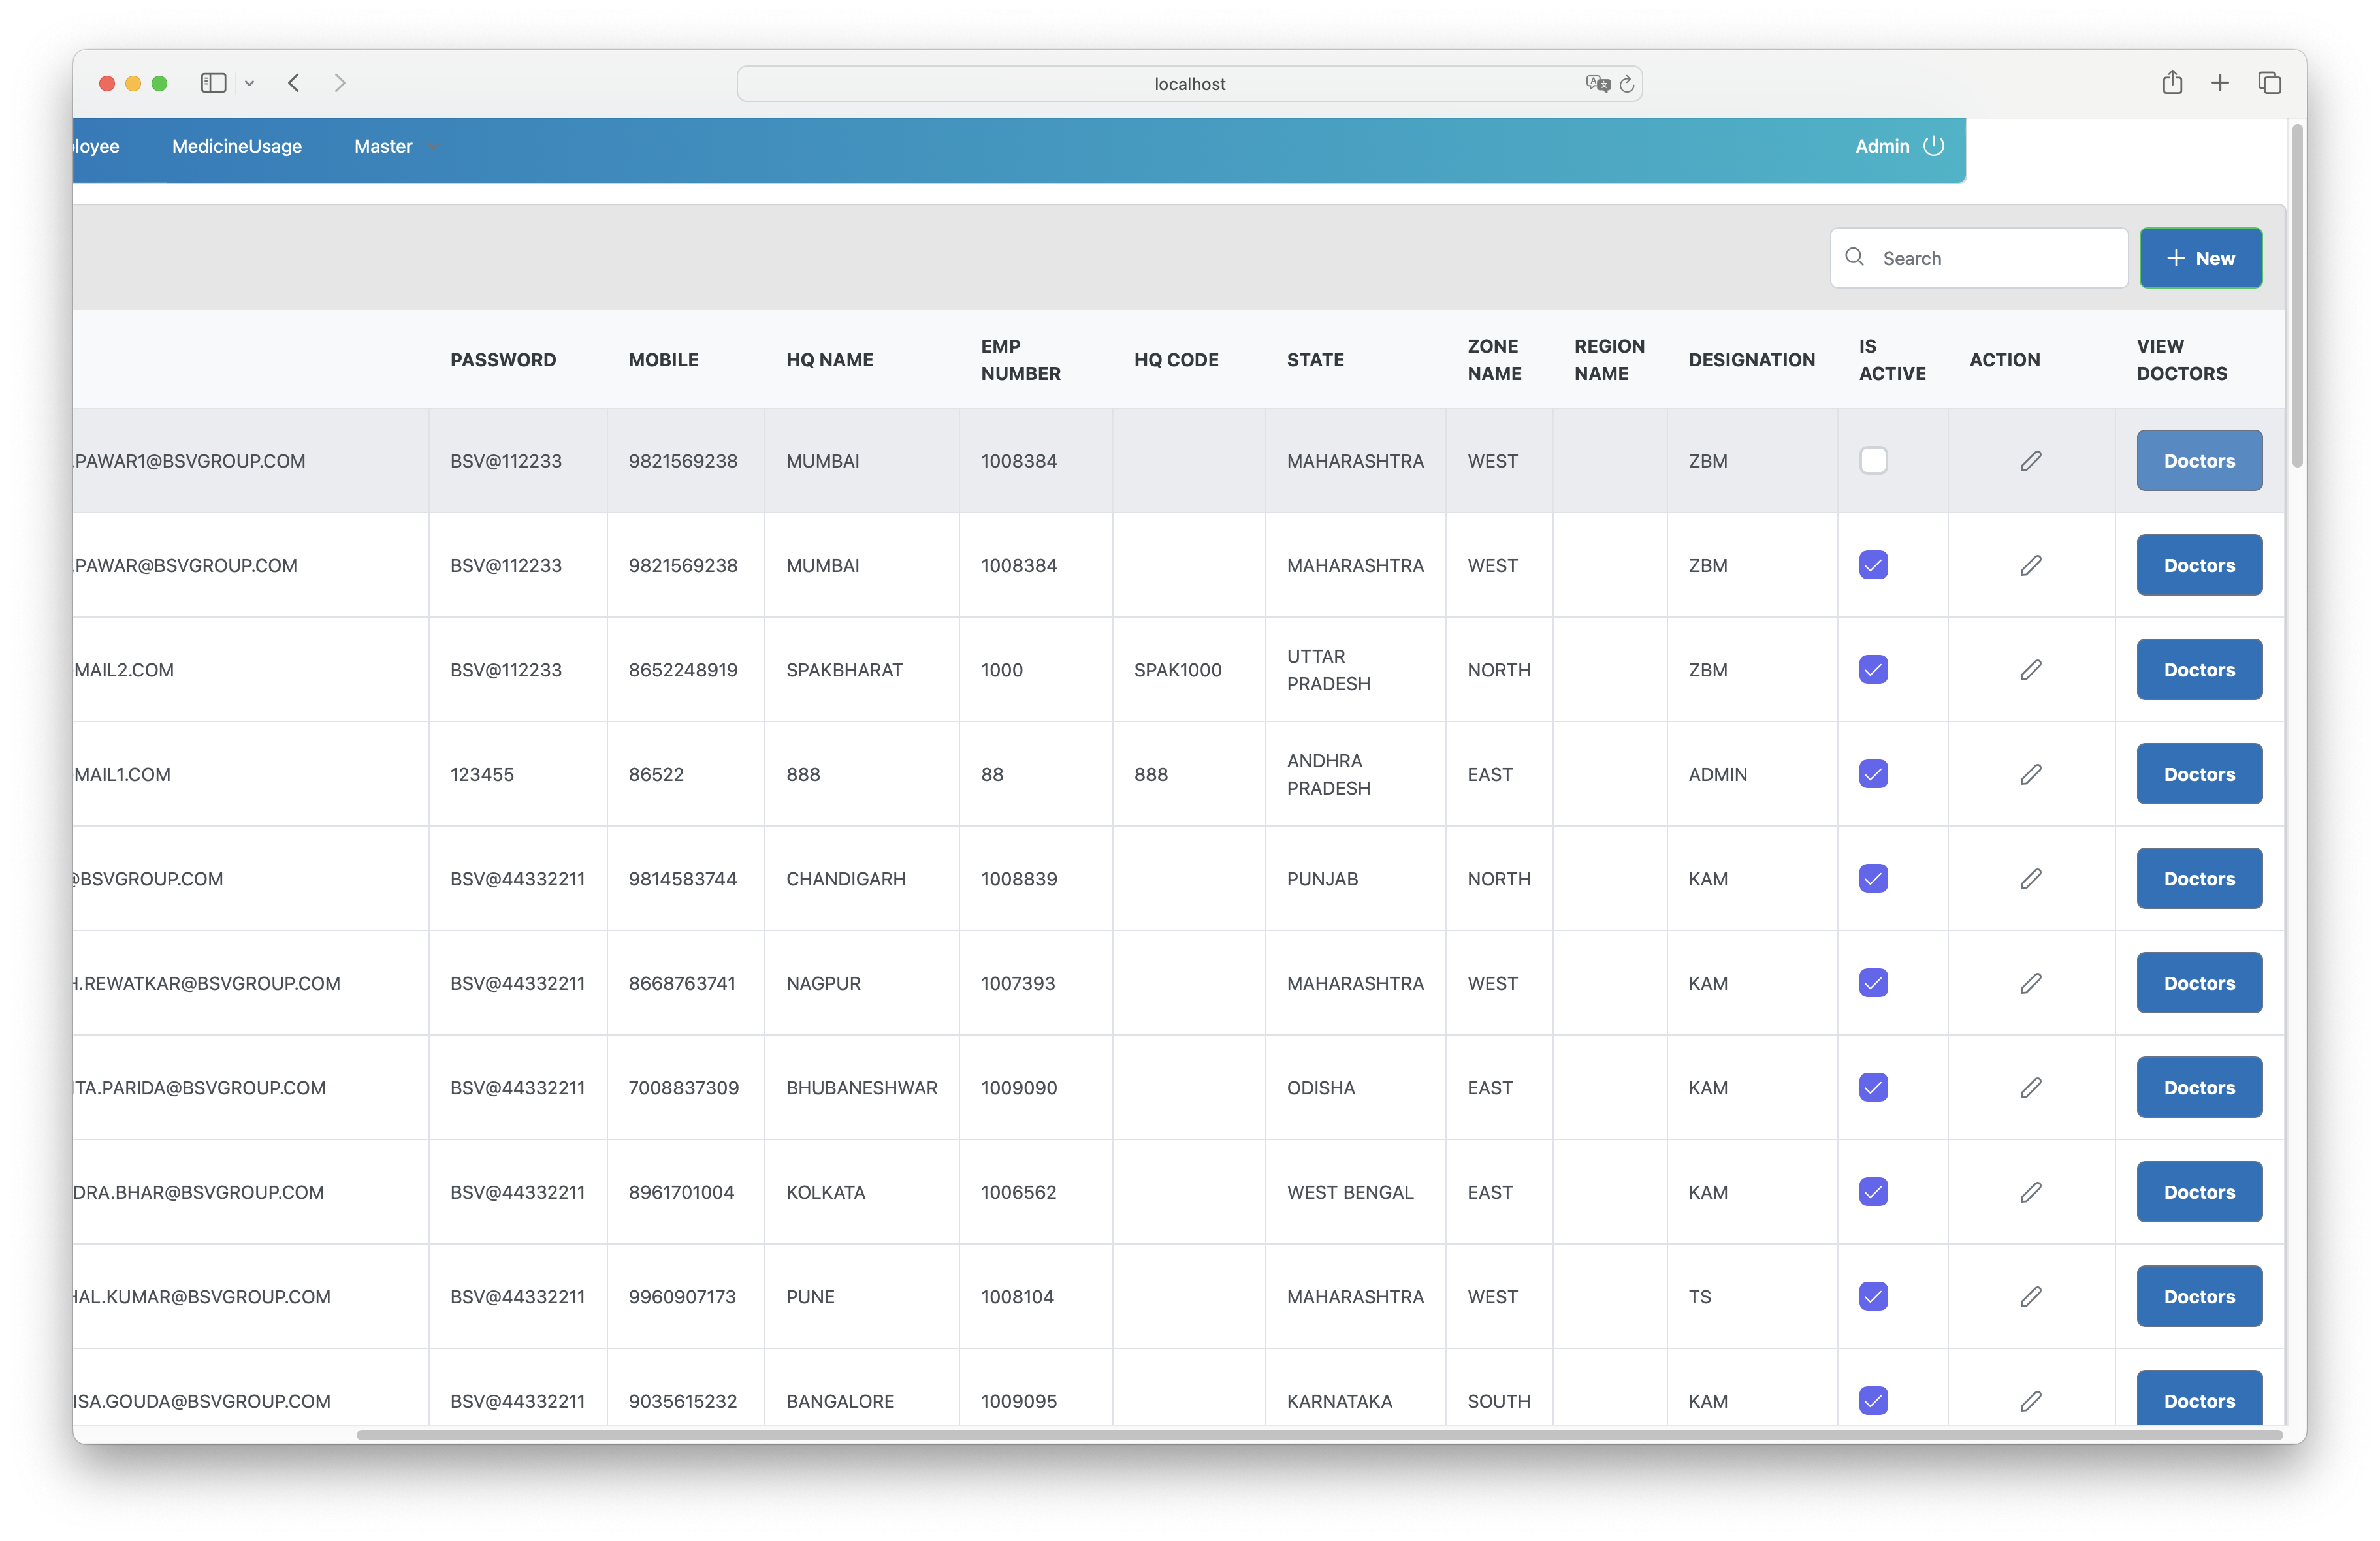 localhost
loyee MedicineUsage Master Admin
Search + New
PASSWORD MOBILE HQ NAME EMP NUMBER HQ CODE STATE ZONE NAME REGION NAME DESIGNATION IS ACTIVE ACTION VIEW DOCTORS
.PAWAR1@BSVGROUP.COM BSV@112233 9821569238 MUMBAI 1008384 MAHARASHTRA WEST ZBM Doctors
.PAWAR@BSVGROUP.COM BSV@112233 9821569238 MUMBAI 1008384 MAHARASHTRA WEST ZBM Doctors
MAIL2.COM BSV@112233 8652248919 SPAKBHARAT 1000 SPAK1000 UTTAR PRADESH NORTH ZBM Doctors
MAIL1.COM 123455 86522 888 88 888 ANDHRA PRADESH EAST ADMIN Doctors
@BSVGROUP.COM BSV@44332211 9814583744 CHANDIGARH 1008839 PUNJAB NORTH KAM Doctors
H.REWATKAR@BSVGROUP.COM BSV@44332211 8668763741 NAGPUR 1007393 MAHARASHTRA WEST KAM Doctors
TA.PARIDA@BSVGROUP.COM BSV@44332211 7008837309 BHUBANESHWAR 1009090 ODISHA EAST KAM Doctors
DRA.BHAR@BSVGROUP.COM BSV@44332211 8961701004 KOLKATA 1006562 WEST BENGAL EAST KAM Doctors
HAL.KUMAR@BSVGROUP.COM BSV@44332211 9960907173 PUNE 1008104 MAHARASHTRA WEST TS Doctors
ISA.GOUDA@BSVGROUP.COM BSV@44332211 9035615232 BANGALORE 1009095 KARNATAKA SOUTH KAM Doctors